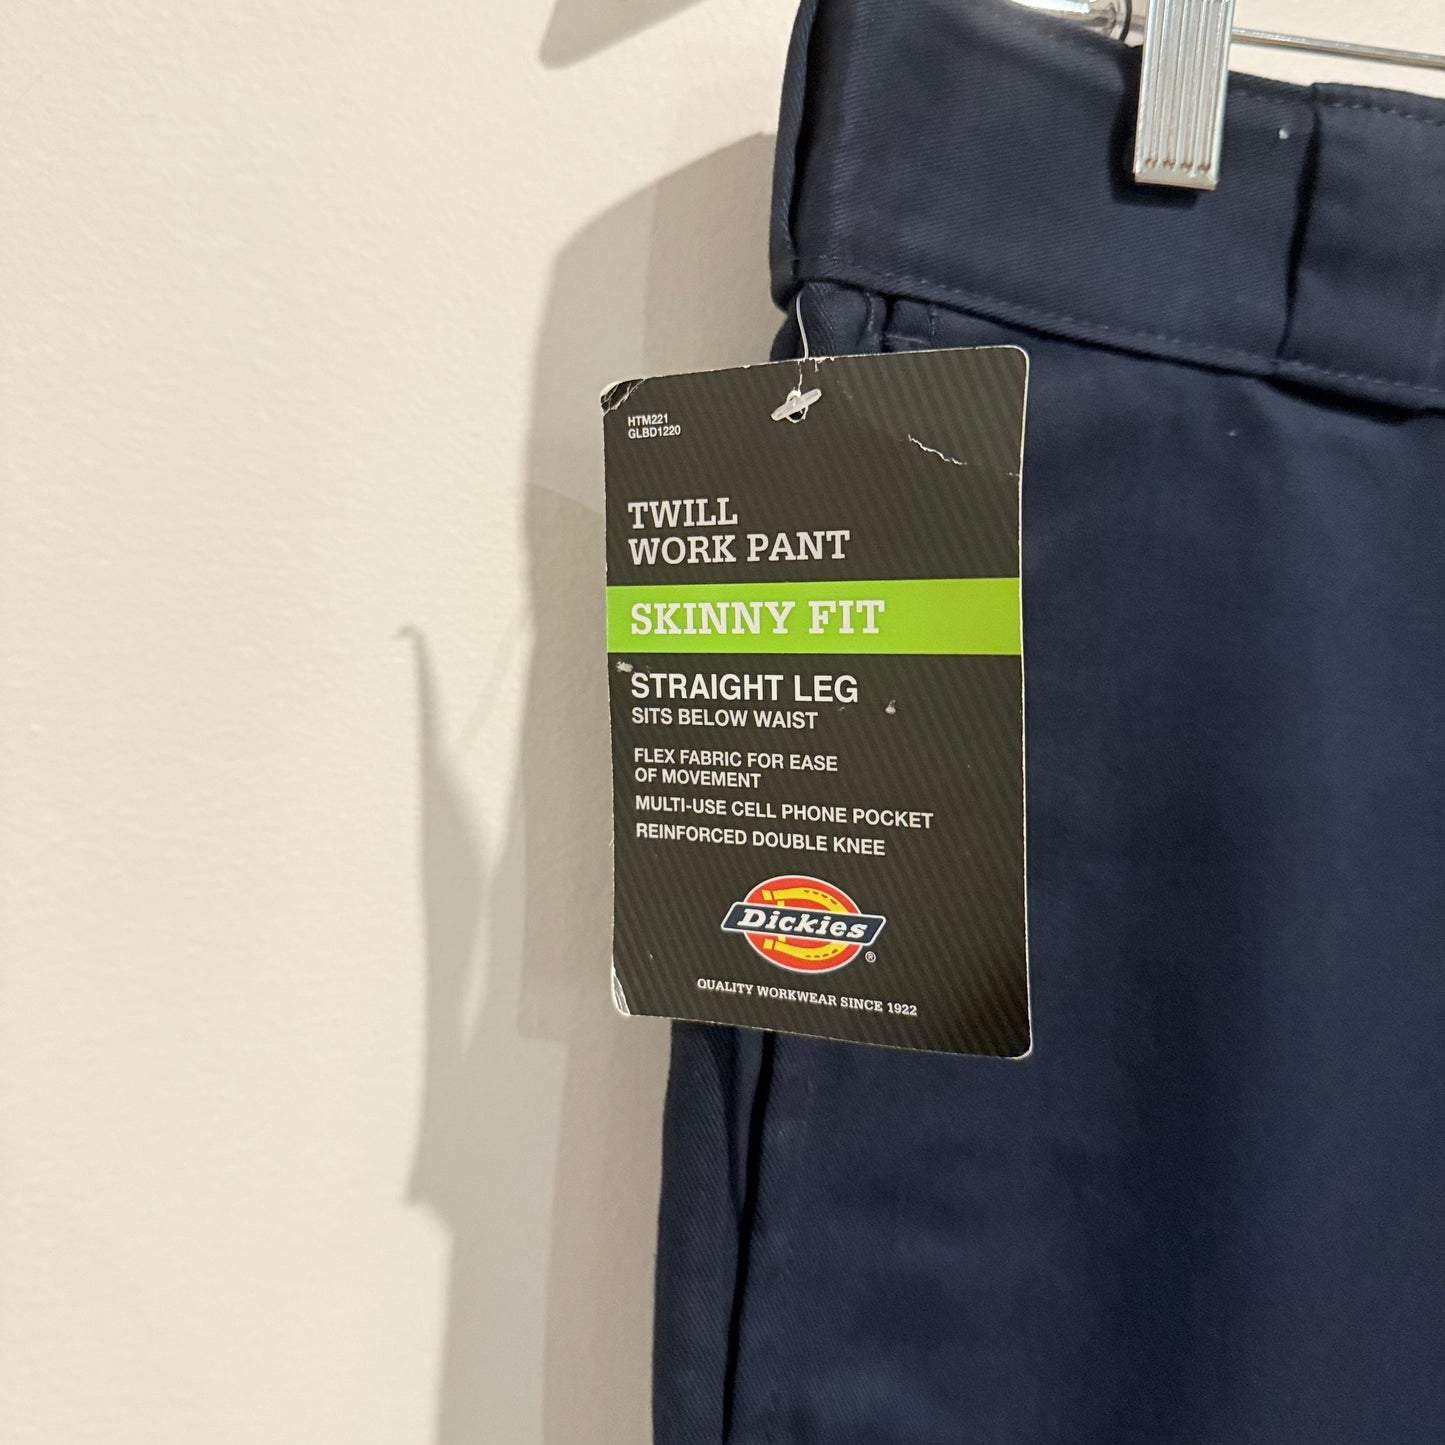 HTM221
GLBD1220
TWILL
WORK PANT
SKINNY FIT
STRAIGHT LEG
SITS BELOW WAIST
FLEX FABRIC FOR EASE
OF MOVEMENT
MULTI-USE CELL PHONE POCKET
REINFORCED DOUBLE KNEE
Dickies®
QUALITY WORKWEAR SINCE 1922